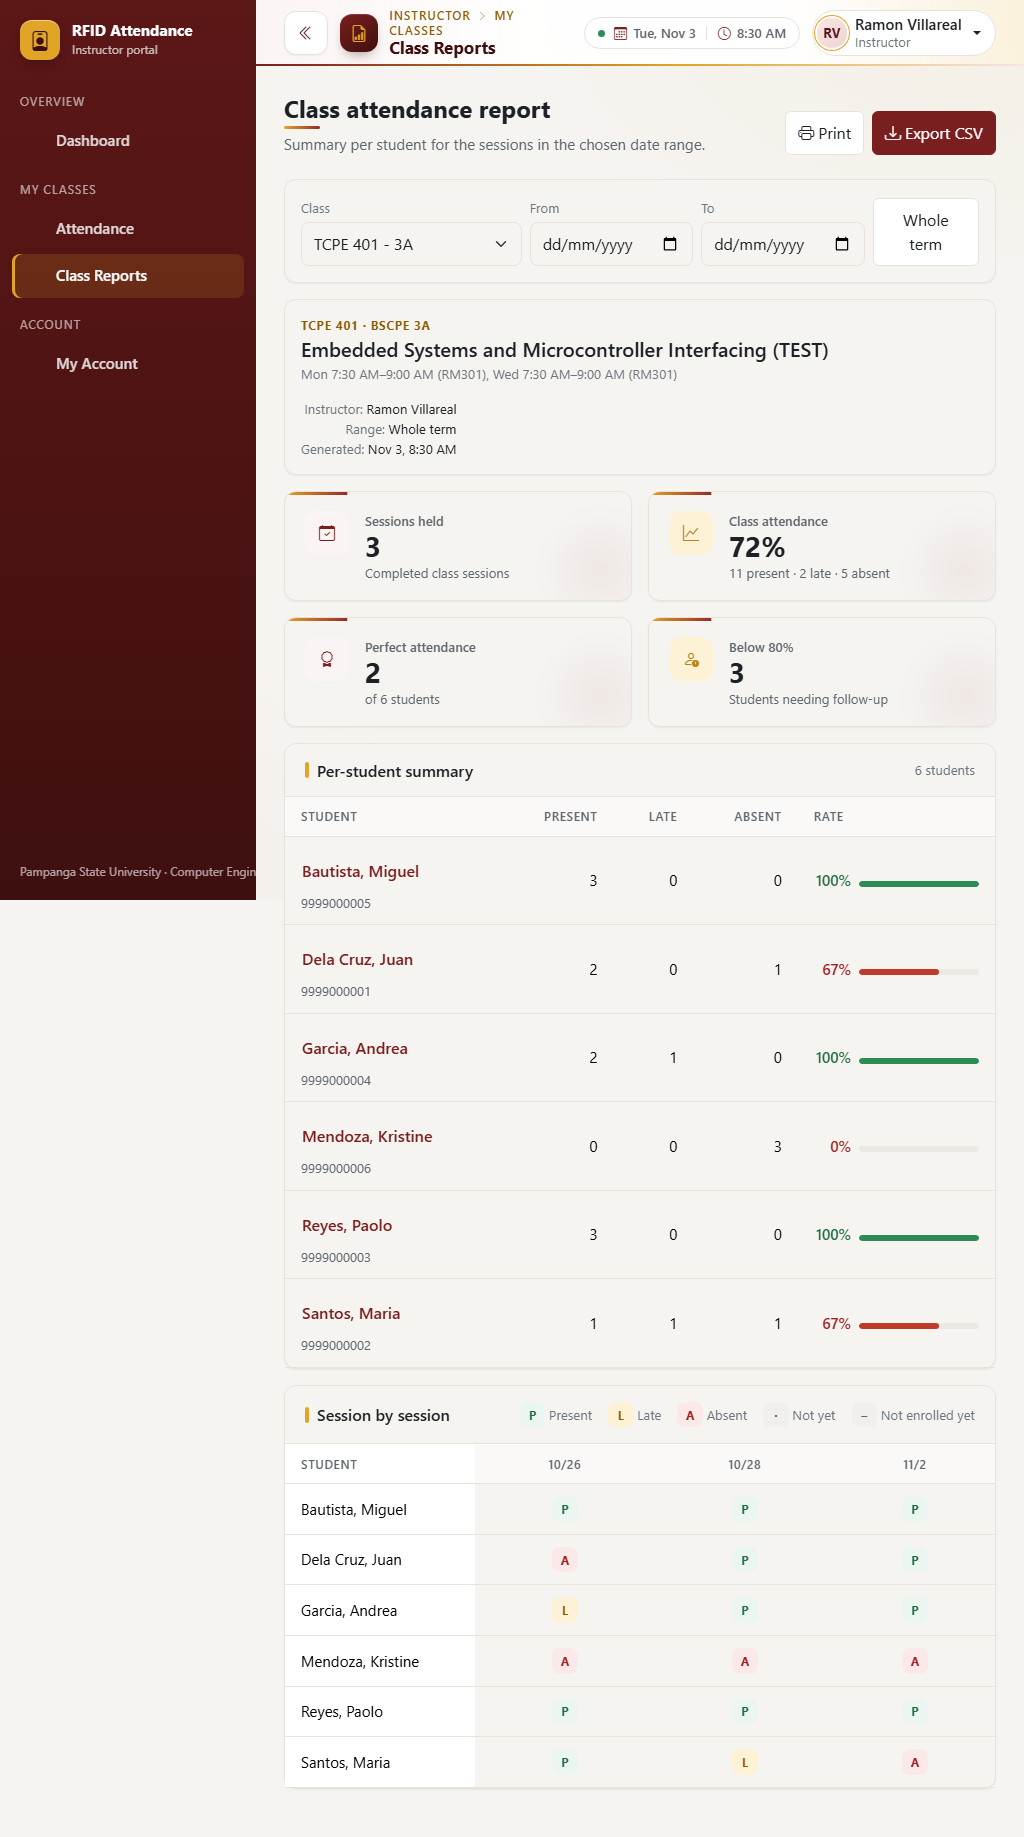 RFID Attendance
Instructor portal
OVERVIEW
Dashboard
MY CLASSES
Attendance
Class Reports
ACCOUNT
My Account
Pampanga State University · Computer Engin
INSTRUCTOR > MY CLASSES
Class Reports
Tue, Nov 3 8:30 AM
RV
Ramon Villareal
Instructor
Class attendance report
Summary per student for the sessions in the chosen date range.
Print
Export CSV
Class From To
TCPE 401 - 3A dd/mm/yyyy dd/mm/yyyy
Whole term
TCPE 401 · BSCPE 3A
Embedded Systems and Microcontroller Interfacing (TEST)
Mon 7:30 AM–9:00 AM (RM301), Wed 7:30 AM–9:00 AM (RM301)
Instructor: Ramon Villareal
Range: Whole term
Generated: Nov 3, 8:30 AM
Sessions held
3
Completed class sessions
Class attendance
72%
11 present · 2 late · 5 absent
Perfect attendance
2
of 6 students
Below 80%
3
Students needing follow-up
Per-student summary 6 students
STUDENT PRESENT LATE ABSENT RATE
Bautista, Miguel 3 0 0 100%
9999000005
Dela Cruz, Juan 2 0 1 67%
9999000001
Garcia, Andrea 2 1 0 100%
9999000004
Mendoza, Kristine 0 0 3 0%
9999000006
Reyes, Paolo 3 0 0 100%
9999000003
Santos, Maria 1 1 1 67%
9999000002
Session by session P Present L Late A Absent · Not yet – Not enrolled yet
STUDENT 10/26 10/28 11/2
Bautista, Miguel P P P
Dela Cruz, Juan A P P
Garcia, Andrea L P P
Mendoza, Kristine A A A
Reyes, Paolo P P P
Santos, Maria P L A